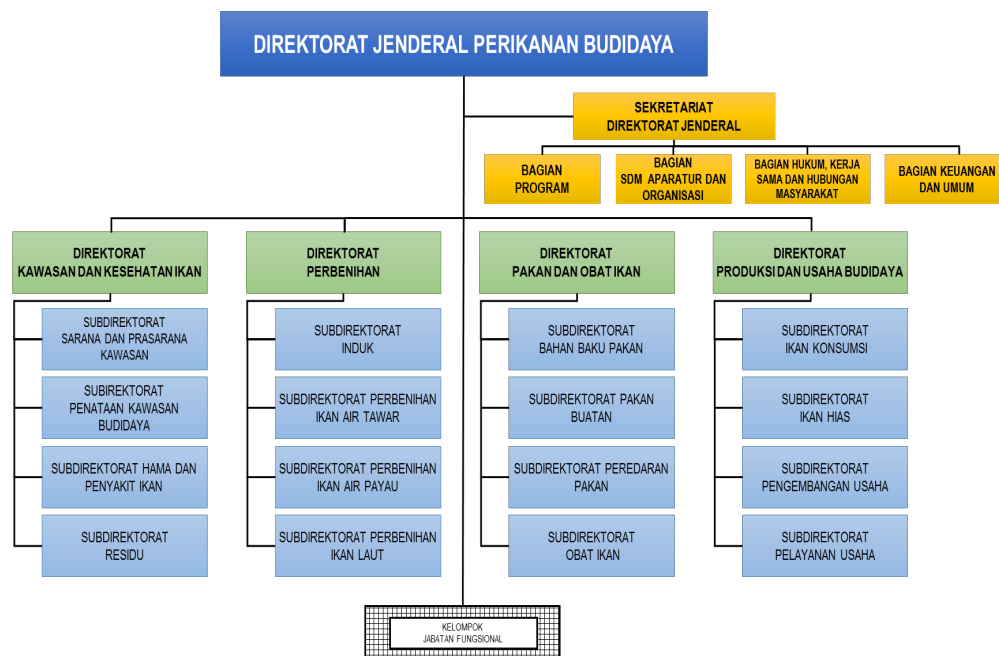 DIREKTORAT JENDERAL PERIKANAN BUDIDAYA
SEKRETARIAT
DIREKTORAT JENDERAL
BAGIAN
PROGRAM
BAGIAN
SDM APARATUR DAN
ORGANISASI
BAGIAN HUKUM, KERJA
SAMA DAN HUBUNGAN
MASYARAKAT
BAGIAN KEUANGAN
DAN UMUM
DIREKTORAT
KAWASAN DAN KESEHATAN IKAN
SUBDIREKTORAT
SARANA DAN PRASARANA
KAWASAN
SUBIREKTORAT
PENATAAN KAWASAN
BUDIDAYA
SUBDIREKTORAT HAMA DAN
PENYAKIT IKAN
SUBDIREKTORAT
RESIDU
DIREKTORAT
PERBENIHAN
SUBDIREKTORAT
INDUK
SUBDIREKTORAT PERBENIHAN
IKAN AIR TAWAR
SUBDIREKTORAT PERBENIHAN
IKAN AIR PAYAU
SUBDIREKTORAT PERBENIHAN
IKAN LAUT
DIREKTORAT
PAKAN DAN OBAT IKAN
SUBDIREKTORAT
BAHAN BAKU PAKAN
SUBDIREKTORAT PAKAN
BUATAN
SUBDIREKTORAT PEREDARAN
PAKAN
SUBDIREKTORAT
OBAT IKAN
DIREKTORAT
PRODUKSI DAN USAHA BUDIDAYA
SUBDIREKTORAT
IKAN KONSUMSI
SUBDIREKTORAT
IKAN HIAS
SUBDIREKTORAT
PENGEMBANGAN USAHA
SUBDIREKTORAT
PELAYANAN USAHA
KELOMPOK
JABATAN FUNGSIONAL